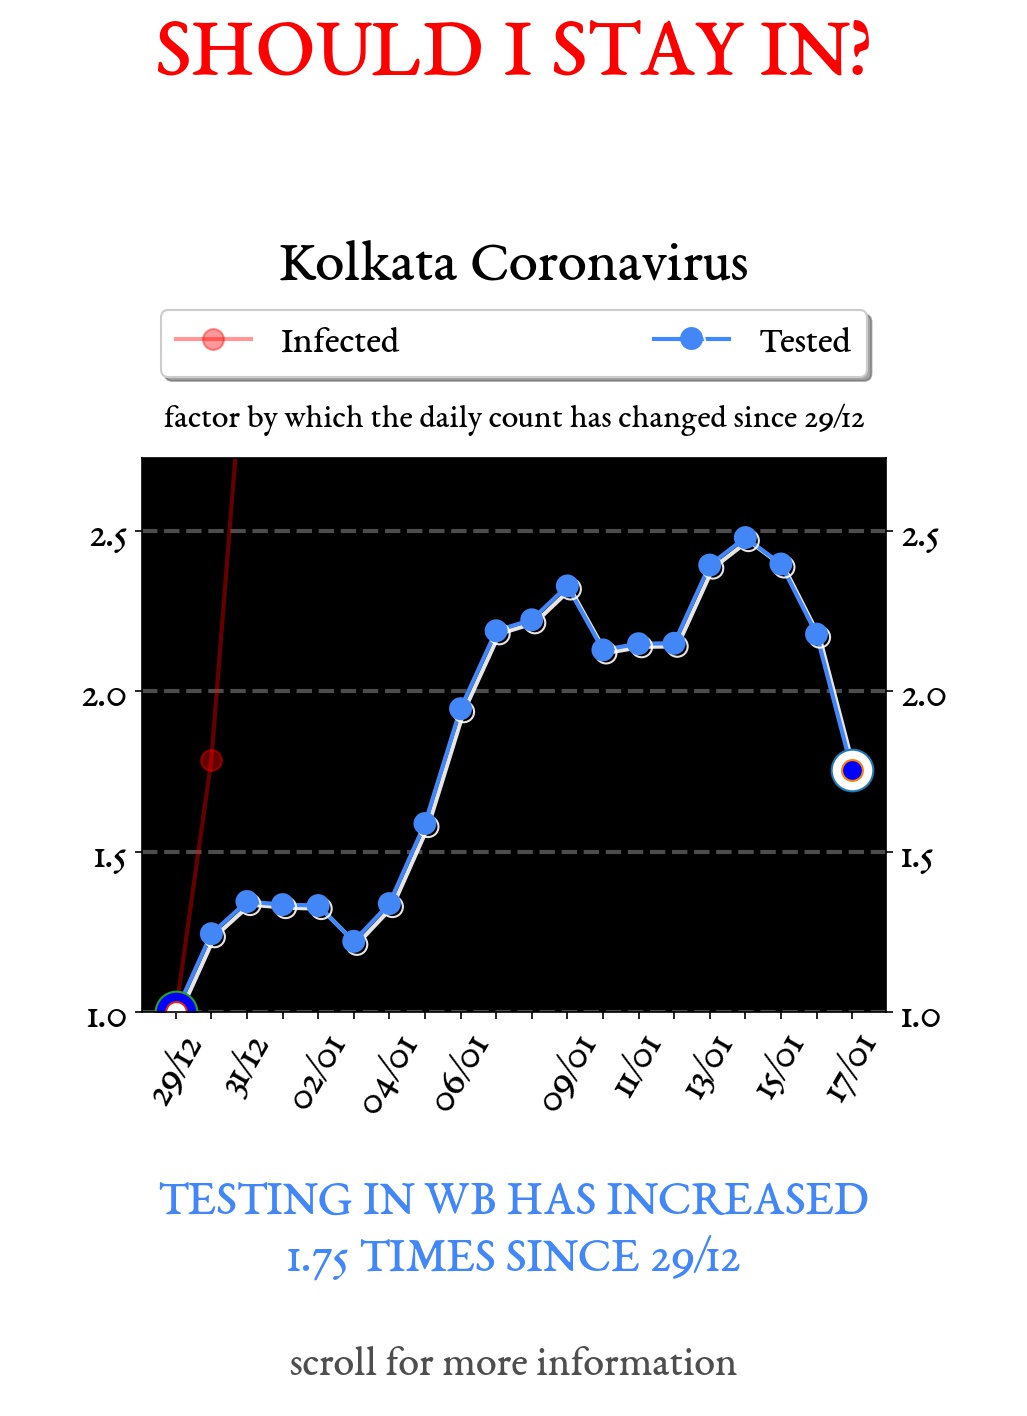 SHOULD I STAY IN?
Kolkata Coronavirus
Infected Tested
factor by which the daily count has changed since 29/12
2.5 2.5
2.0 2.0
1.5 1.5
1.0 1.0
29/12 31/12 02/01 04/01 06/01 09/01 11/01 13/01 15/01 17/01
TESTING IN WB HAS INCREASED
1.75 TIMES SINCE 29/12
scroll for more information